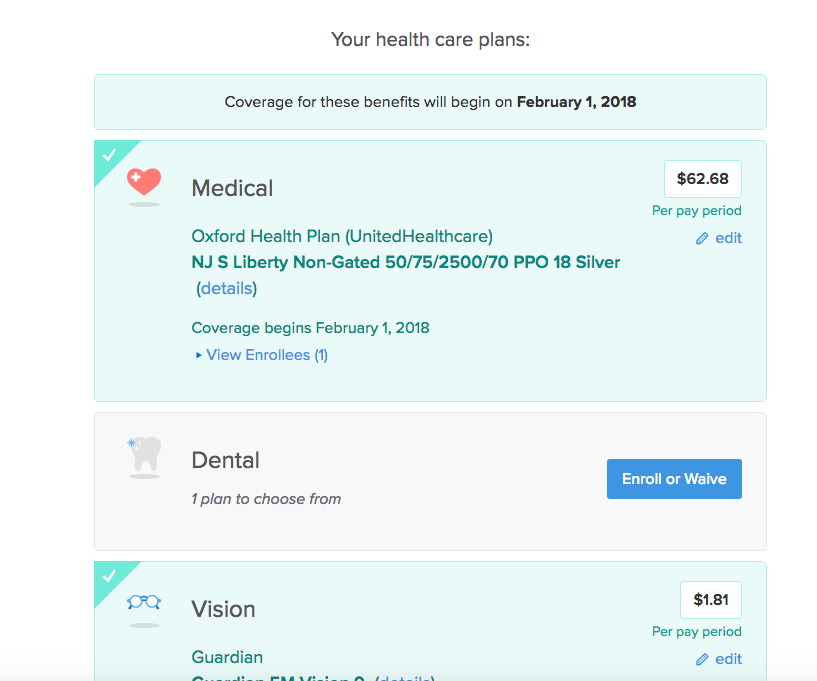 Your health care plans:
Coverage for these benefits will begin on February 1, 2018
Medical
$62.68
Per pay period
edit
Oxford Health Plan (UnitedHealthcare)
NJ S Liberty Non-Gated 50/75/2500/70 PPO 18 Silver
(details)
Coverage begins February 1, 2018
View Enrollees (1)
Dental
1 plan to choose from
Enroll or Waive
Vision
$1.81
Per pay period
edit
Guardian
Guardian Vision (details)